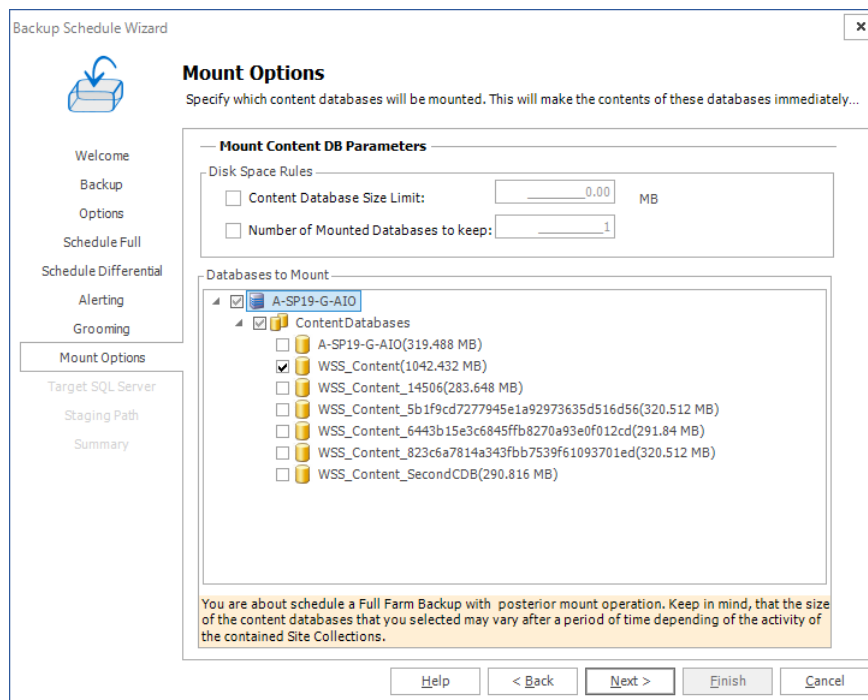 Backup Schedule Wizard
Mount Options
Specify which content databases will be mounted. This will make the contents of these databases immediately...
Welcome
Backup
Options
Schedule Full
Schedule Differential
Alerting
Grooming
Mount Options
Target SQL Server
Staging Path
Summary
Mount Content DB Parameters
Disk Space Rules
Content Database Size Limit: 0.00 MB
Number of Mounted Databases to keep: 1
Databases to Mount
A-SP19-G-AIO
ContentDatabases
A-SP19-G-AIO(319.488 MB)
WSS_Content(1042.432 MB)
WSS_Content_14506(283.648 MB)
WSS_Content_5b1f9cd7277945e1a92973635d516d56(320.512 MB)
WSS_Content_6443b15e3c6845ffb8270a93e0f012cd(291.84 MB)
WSS_Content_823c6a7814a343fbb7539f61093701ed(320.512 MB)
WSS_Content_SecondCDB(290.816 MB)
You are about schedule a Full Farm Backup with posterior mount operation. Keep in mind, that the size
of the content databases that you selected may vary after a period of time depending of the activity of
the contained Site Collections.
Help < Back Next > Finish Cancel